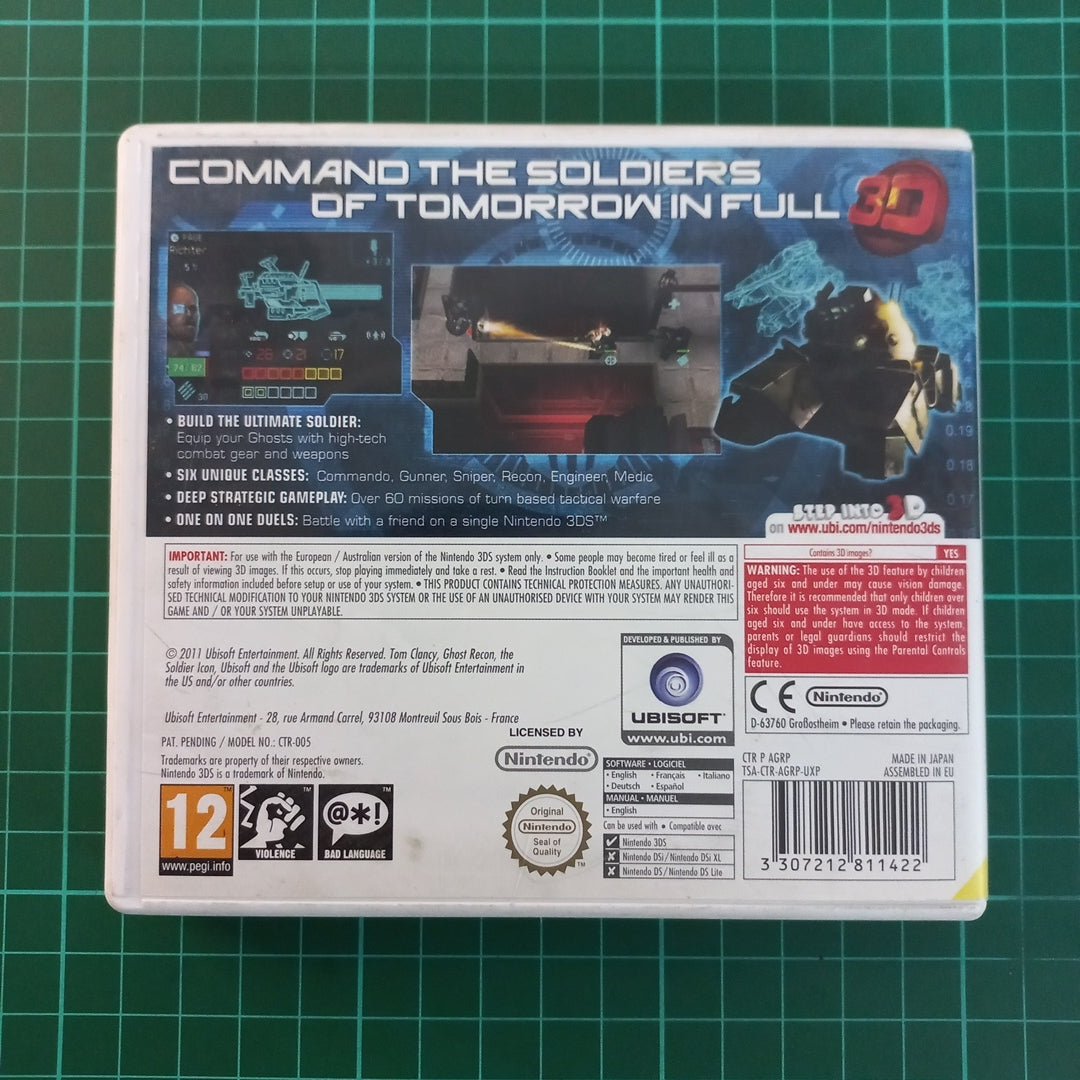 COMMAND THE SOLDIERS
OF TOMORROW IN FULL 3D
PAGE
Richter
74 / 82
30
26 21 17
0.19
0.18
0.17
• BUILD THE ULTIMATE SOLDIER:
Equip your Ghosts with high-tech
combat gear and weapons
• SIX UNIQUE CLASSES: Commando, Gunner, Sniper, Recon, Engineer, Medic
• DEEP STRATEGIC GAMEPLAY: Over 60 missions of turn based tactical warfare
• ONE ON ONE DUELS: Battle with a friend on a single Nintendo 3DS™
STEP INTO 3D
on www.ubi.com/nintendo3ds
IMPORTANT: For use with the European / Australian version of the Nintendo 3DS system only. • Some people may become tired or feel ill as a
result of viewing 3D images. If this occurs, stop playing immediately and take a rest. • Read the Instruction Booklet and the important health and
safety information included before setup or use of your system. • THIS PRODUCT CONTAINS TECHNICAL PROTECTION MEASURES. ANY UNAUTHORI-
SED TECHNICAL MODIFICATION TO YOUR NINTENDO 3DS SYSTEM OR THE USE OF AN UNAUTHORISED DEVICE WITH YOUR SYSTEM MAY RENDER THIS
GAME AND / OR YOUR SYSTEM UNPLAYABLE.
Contains 3D images? YES
WARNING: The use of the 3D feature by children
aged six and under may cause vision damage.
Therefore it is recommended that only children over
six should use the system in 3D mode. If children
aged six and under have access to the system,
parents or legal guardians should restrict the
display of 3D images using the Parental Controls
feature.
© 2011 Ubisoft Entertainment. All Rights Reserved. Tom Clancy, Ghost Recon, the
Soldier Icon, Ubisoft and the Ubisoft logo are trademarks of Ubisoft Entertainment in
the US and/or other countries.
Ubisoft Entertainment - 28, rue Armand Carrel, 93108 Montreuil Sous Bois - France
PAT. PENDING / MODEL NO.: CTR-005
Trademarks are property of their respective owners.
Nintendo 3DS is a trademark of Nintendo.
DEVELOPED & PUBLISHED BY
UBISOFT
www.ubi.com
LICENSED BY
Nintendo®
CE Nintendo®
D-63760 Großostheim • Please retain the packaging.
SOFTWARE • LOGICIEL
• English • Français • Italiano
• Deutsch • Español
MANUAL • MANUEL
• English
Can be used with • Compatible avec
Nintendo 3DS
Nintendo DSi / Nintendo DSi XL
Nintendo DS / Nintendo DS Lite
CTR P AGRP MADE IN JAPAN
TSA-CTR-AGRP-UXP ASSEMBLED IN EU
3 307212 811422
12
www.pegi.info
VIOLENCE
@*!
BAD LANGUAGE
Original
Nintendo
Seal of
Quality